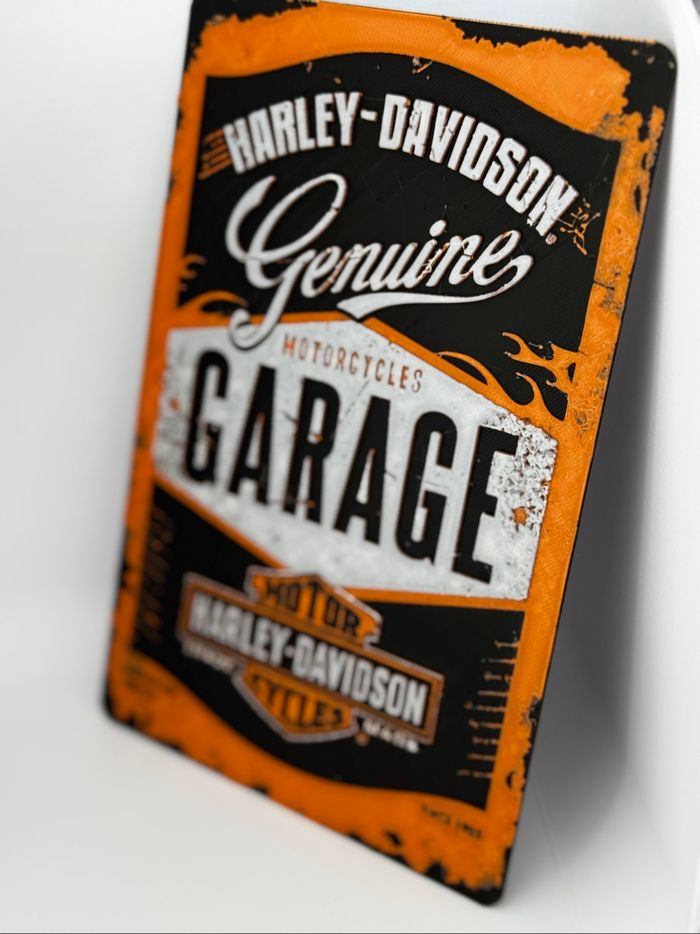 HARLEY-DAVIDSON
Genuine
MOTORCYCLES
GARAGE
MOTOR
HARLEY-DAVIDSON
CYCLES